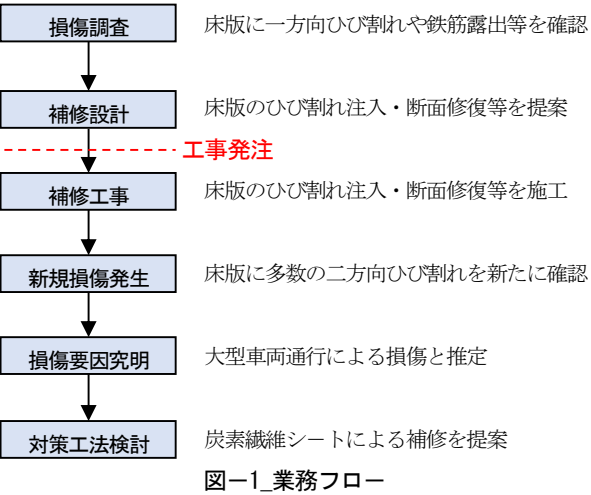 損傷調査 床版に一方向ひび割れや鉄筋露出等を確認
補修設計 床版のひび割れ注入・断面修復等を提案
工事発注
補修工事 床版のひび割れ注入・断面修復等を施工
新規損傷発生 床版に多数の二方向ひび割れを新たに確認
損傷要因究明 大型車両通行による損傷と推定
対策工法検討 炭素繊維シートによる補修を提案
図－1_業務フロー